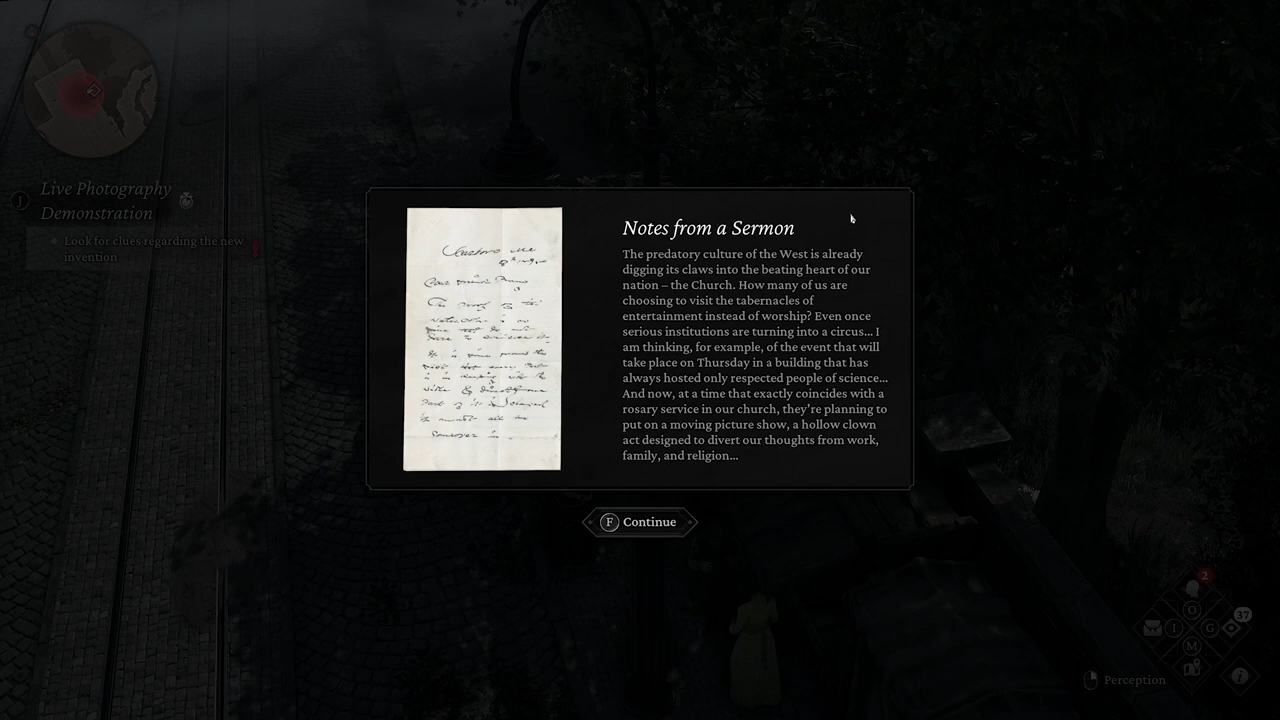 Live Photography
Demonstration
J
Look for clues regarding the new
invention
Notes from a Sermon
The predatory culture of the West is already
digging its claws into the beating heart of our
nation – the Church. How many of us are
choosing to visit the tabernacles of
entertainment instead of worship? Even once
serious institutions are turning into a circus... I
am thinking, for example, of the event that will
take place on Thursday in a building that has
always hosted only respected people of science...
And now, at a time that exactly coincides with a
rosary service in our church, they're planning to
put on a moving picture show, a hollow clown
act designed to divert our thoughts from work,
family, and religion...
F Continue
2
O
37
I G
M
Perception
i